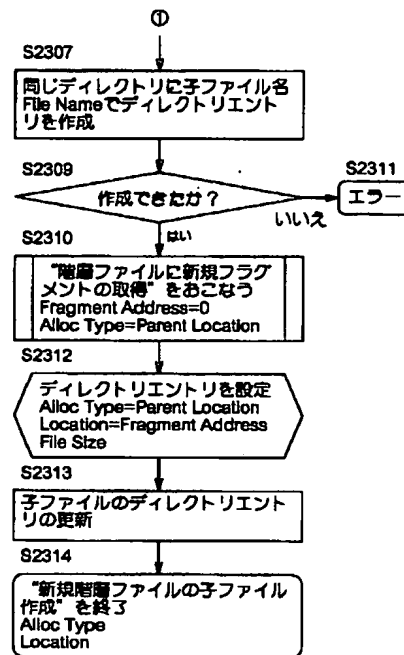 ①
S2307
同じディレクトリに子ファイル名
File Nameでディレクトリエント
リを作成
S2309
作成できたか？
S2311
エラー
いいえ
はい
S2310
“階層ファイルに新規フラグ
メントの取得”をおこなう
Fragment Address=0
Alloc Type=Parent Location
S2312
ディレクトリエントリを設定
Alloc Type=Parent Location
Location=Fragment Address
File Size
S2313
子ファイルのディレクトリエント
リの更新
S2314
“新規階層ファイルの子ファイル
作成”を終了
Alloc Type
Location